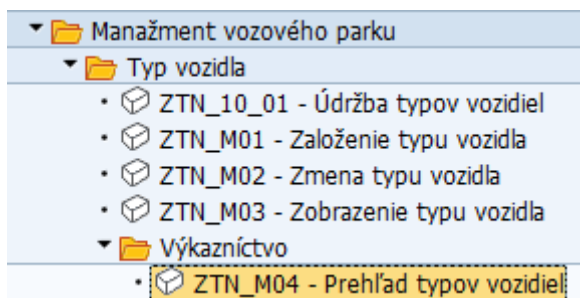 Manažment vozového parku
Typ vozidla
ZTN_10_01 - Údržba typov vozidiel
ZTN_M01 - Založenie typu vozidla
ZTN_M02 - Zmena typu vozidla
ZTN_M03 - Zobrazenie typu vozidla
Výkazníctvo
ZTN_M04 - Prehľad typov vozidiel